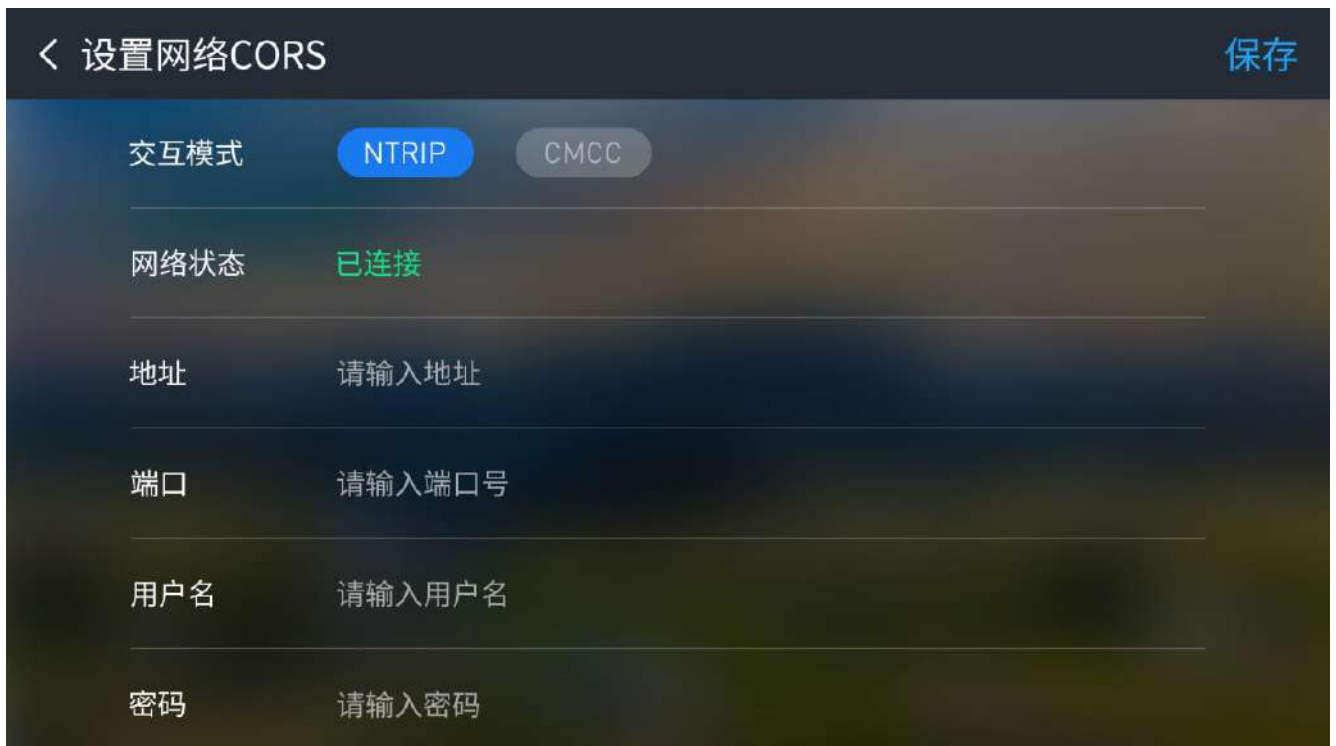 设置网络CORS 保存
交互模式 NTRIP CMCC
网络状态 已连接
地址 请输入地址
端口 请输入端口号
用户名 请输入用户名
密码 请输入密码